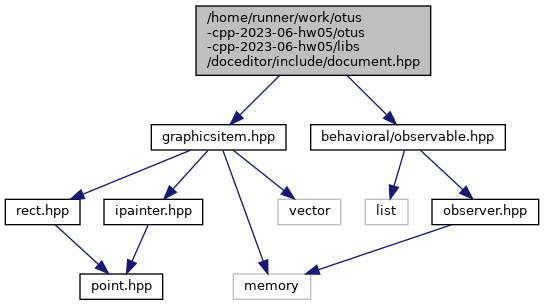 /home/runner/work/otus
-cpp-2023-06-hw05/otus
-cpp-2023-06-hw05/libs
/doceditor/include/document.hpp
graphicsitem.hpp
behavioral/observable.hpp
rect.hpp
ipainter.hpp
vector
list
observer.hpp
point.hpp
memory